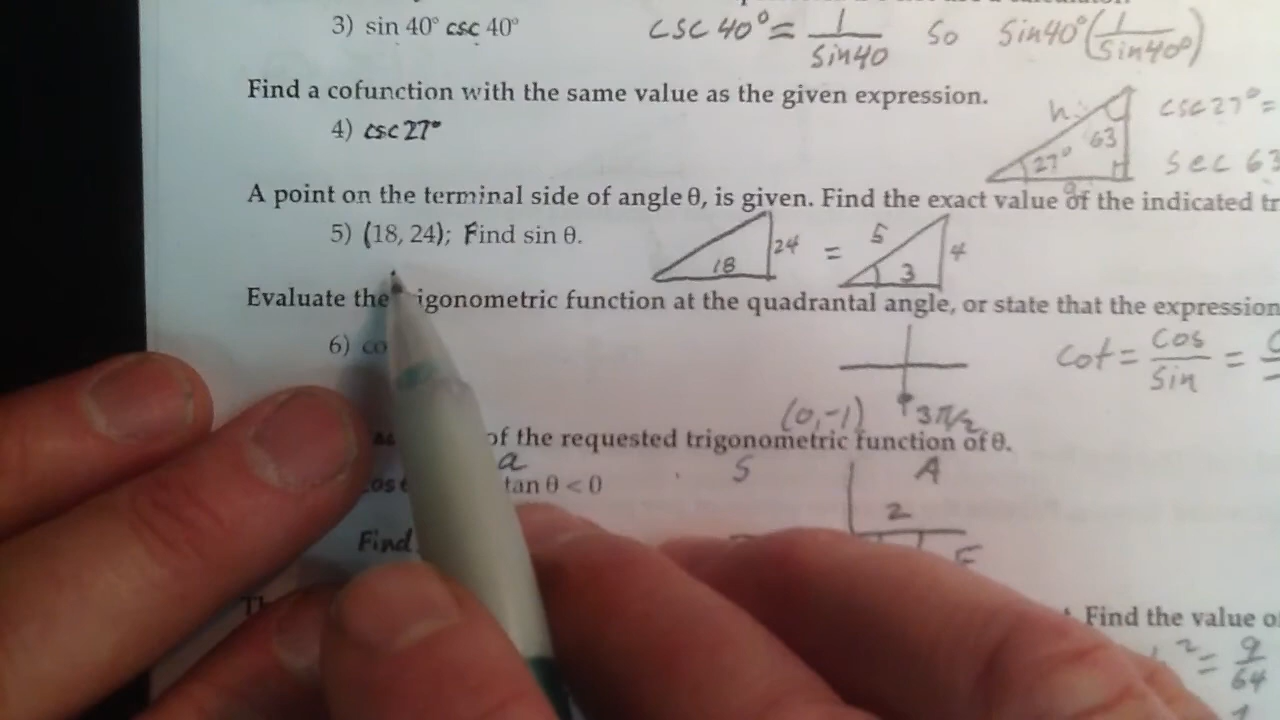 3) sin 40° csc 40° csc 40° = 1/sin40 So Sin40°(1/sin40°)
Find a cofunction with the same value as the given expression.
4) csc 27° h 63 27° csc 27° =
sec 63
A point on the terminal side of angle θ, is given. Find the exact value of the indicated tr
5) (18, 24); Find sin θ. 18 24 = 5 3 4
Evaluate the igonometric function at the quadrantal angle, or state that the expression
6) co cot = cos/sin =
(0,-1) 3π/2
of the requested trigonometric function of θ.
a S A
tan θ < 0 2
Find
Find the value o
2 = 9/64